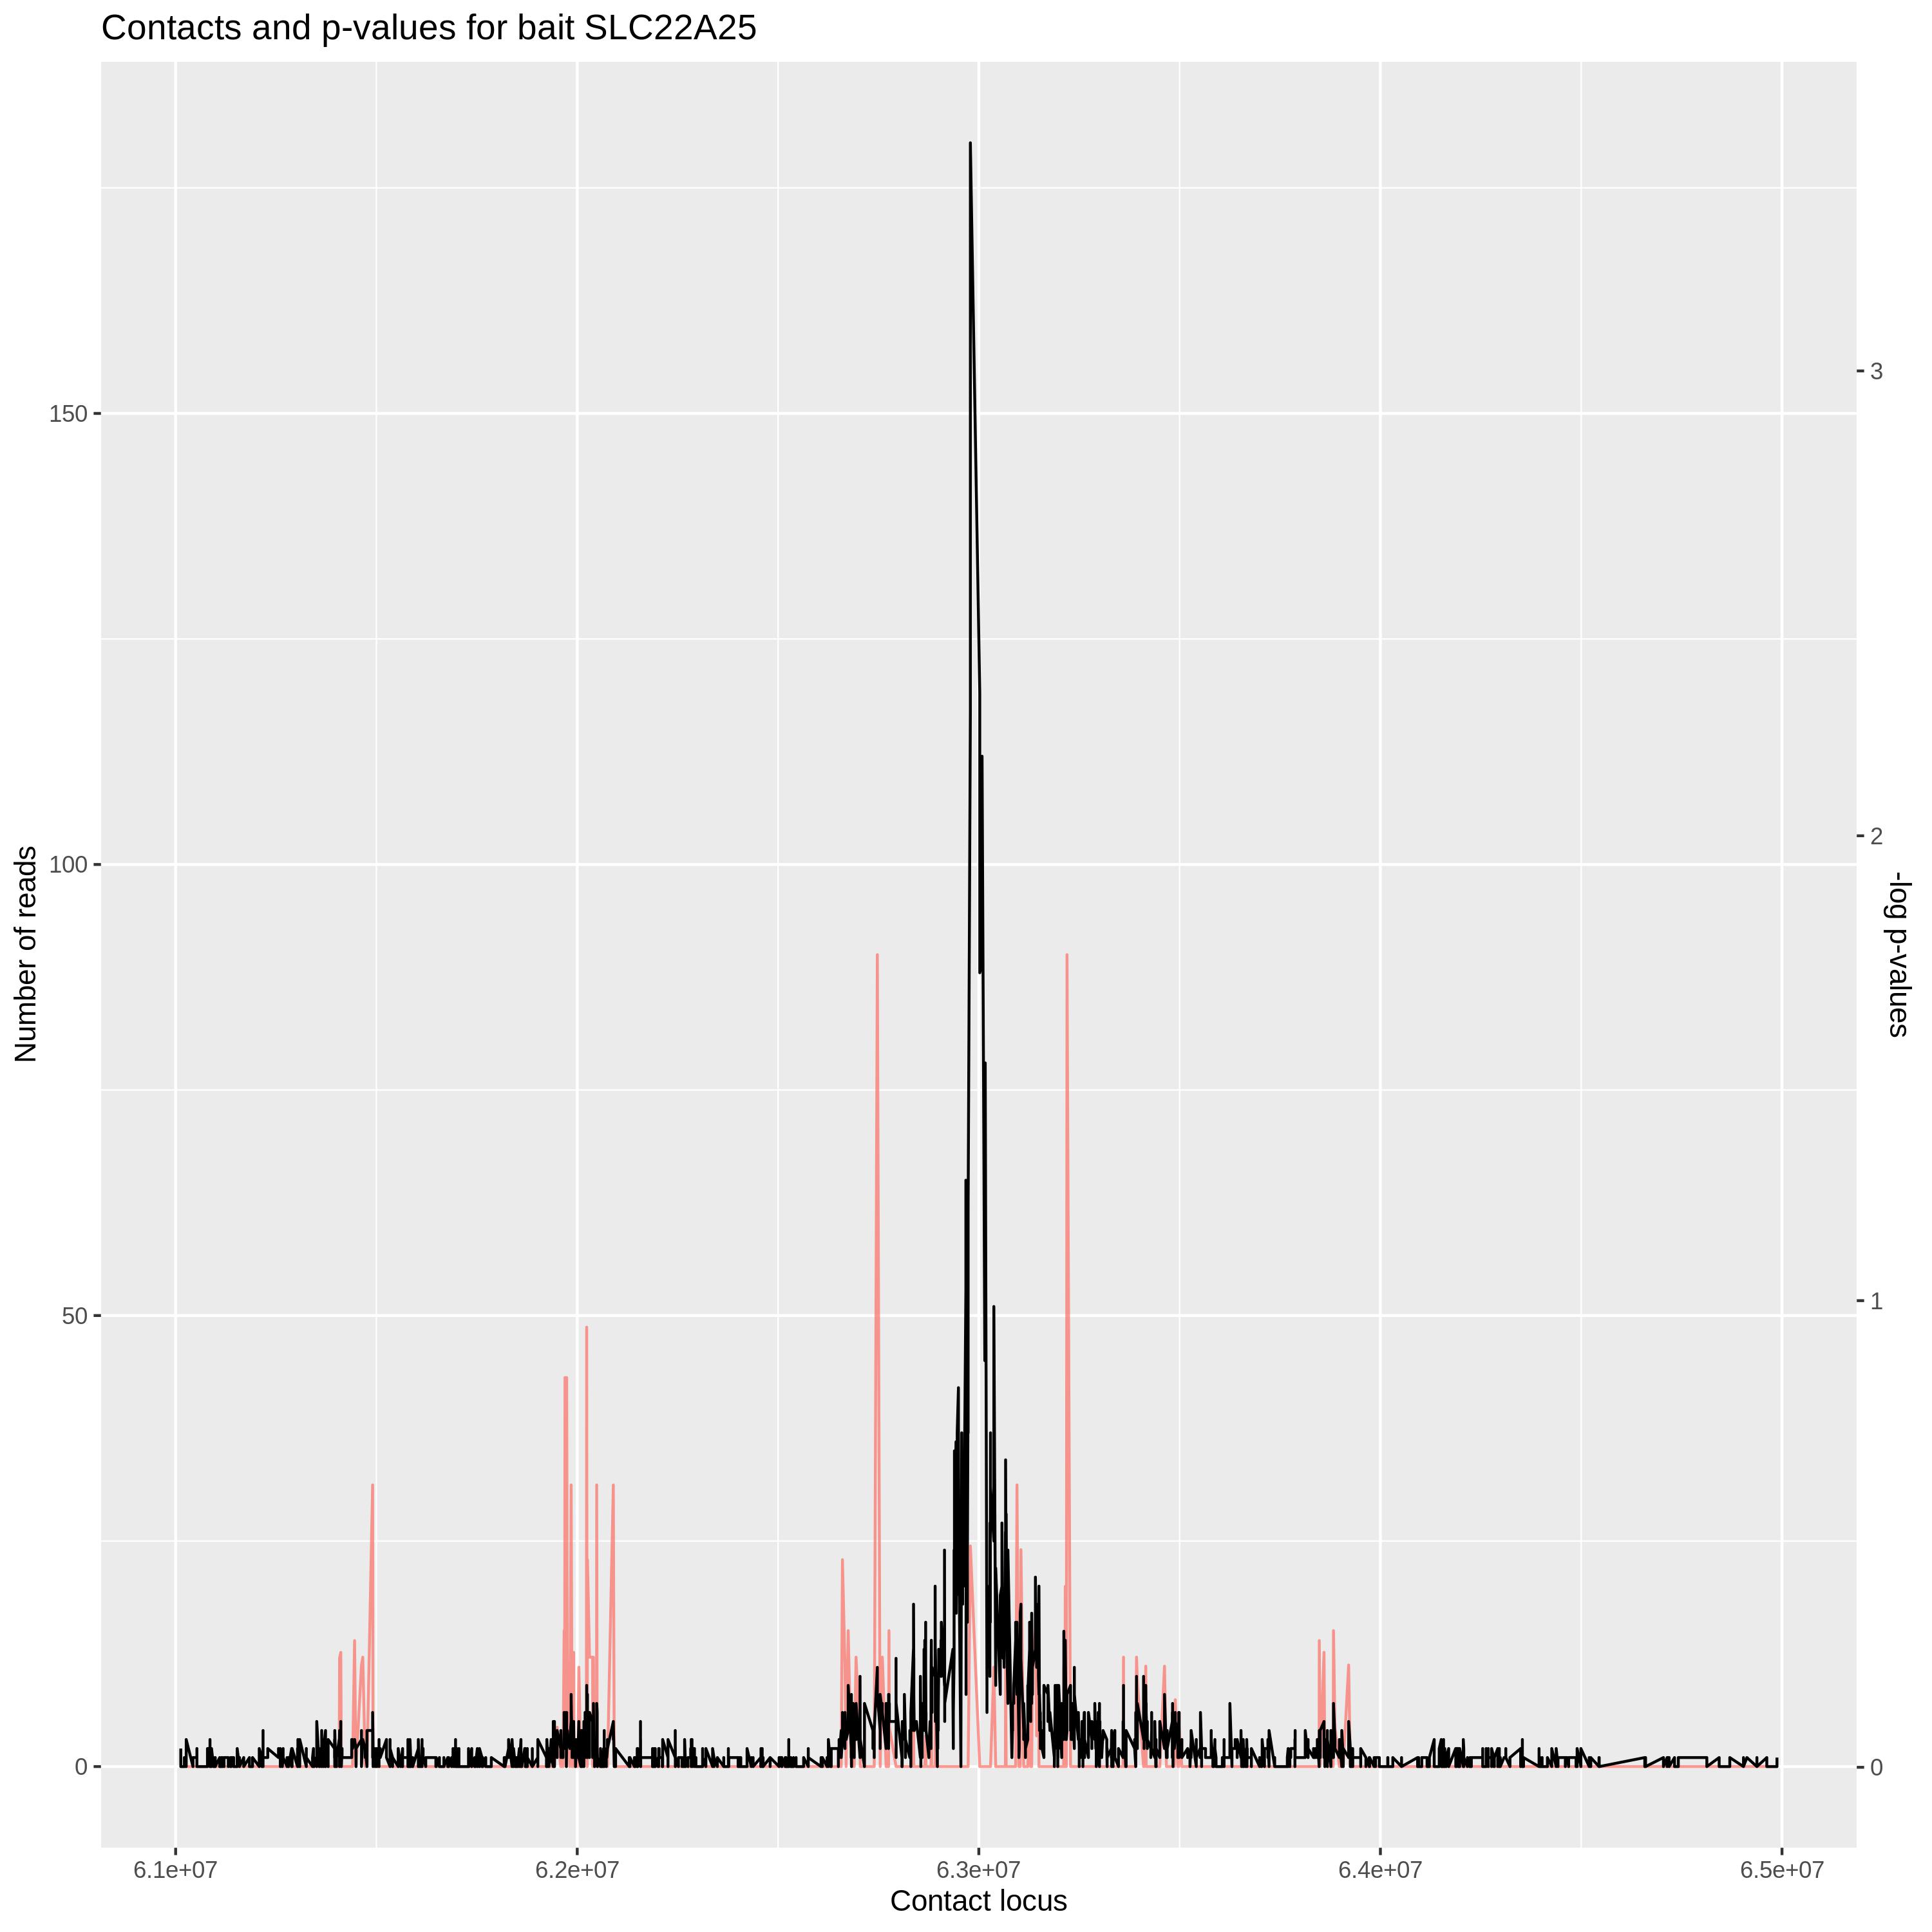 Contacts and p-values for bait SLC22A25
Number of reads
150
100
50
0
3
2
1
0
-log p-values
6.1e+07 6.2e+07 6.3e+07 6.4e+07 6.5e+07
Contact locus